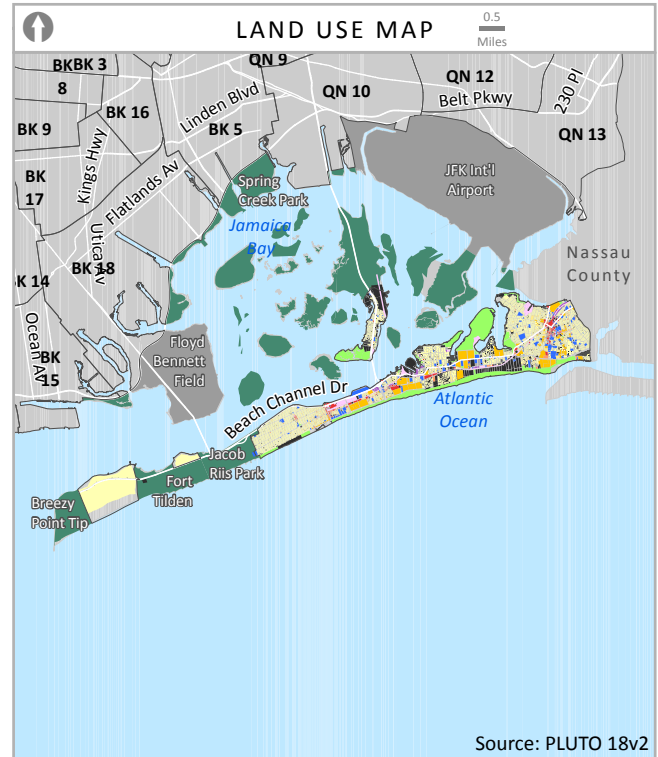 LAND USE MAP
0.5
Miles
BK
BK 3
8
QN 9
QN 10
QN 12
Belt Pkwy
230 Pl
BK 16
Linden Blvd
BK 5
BK 9
Kings Hwy
QN 13
BK
17
Flatlands Av
Spring
Creek Park
JFK Int'l
Airport
Jamaica
Bay
Utica Av
BK 18
BK 14
Nassau
County
Ocean Av
BK
15
Floyd
Bennett
Field
Beach Channel Dr
Atlantic
Ocean
Jacob
Riis Park
Fort
Tilden
Breezy
Point Tip
Source: PLUTO 18v2